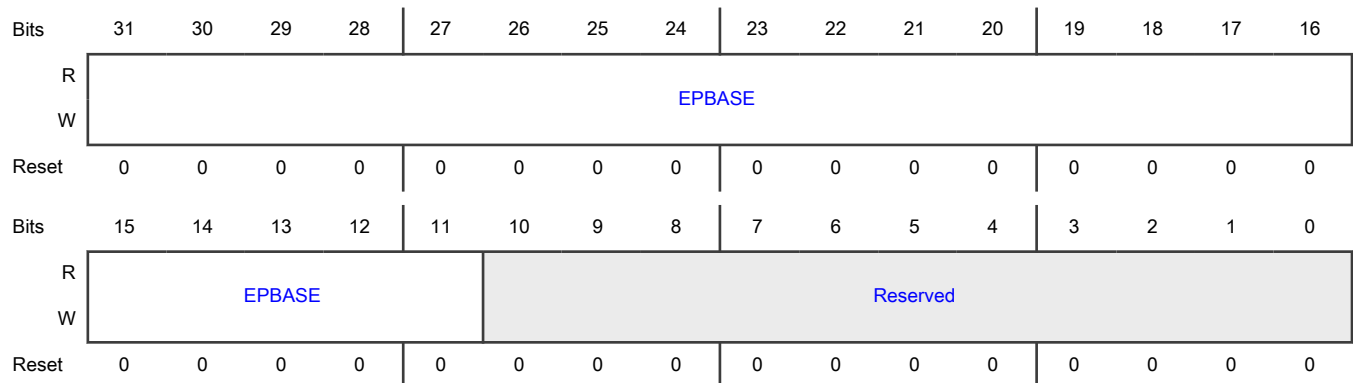 Bits 31 30 29 28 27 26 25 24 23 22 21 20 19 18 17 16
R
EPBASE
W
Reset 0 0 0 0 0 0 0 0 0 0 0 0 0 0 0 0
Bits 15 14 13 12 11 10 9 8 7 6 5 4 3 2 1 0
R
EPBASE Reserved
W
Reset 0 0 0 0 0 0 0 0 0 0 0 0 0 0 0 0